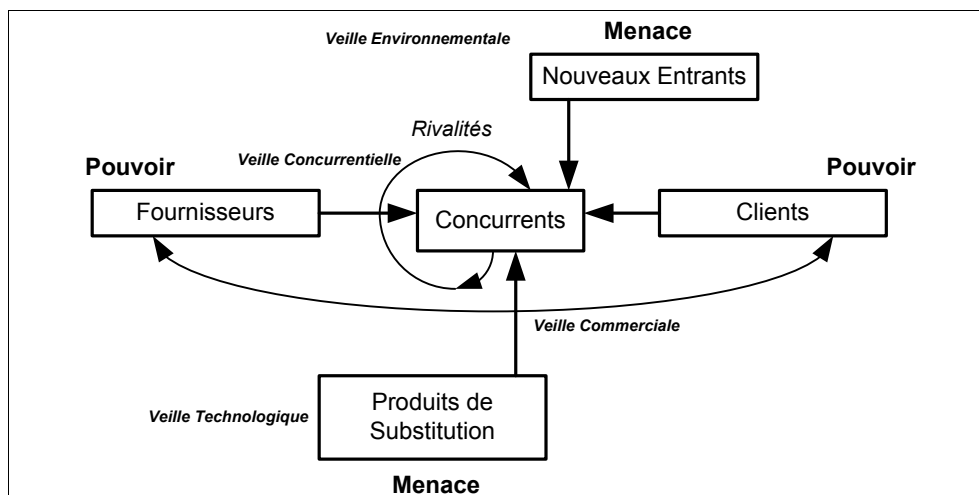 Veille Environnementale
Menace
Nouveaux Entrants
Rivalités
Veille Concurrentielle
Pouvoir
Fournisseurs
Concurrents
Pouvoir
Clients
Veille Commerciale
Veille Technologique
Produits de
Substitution
Menace